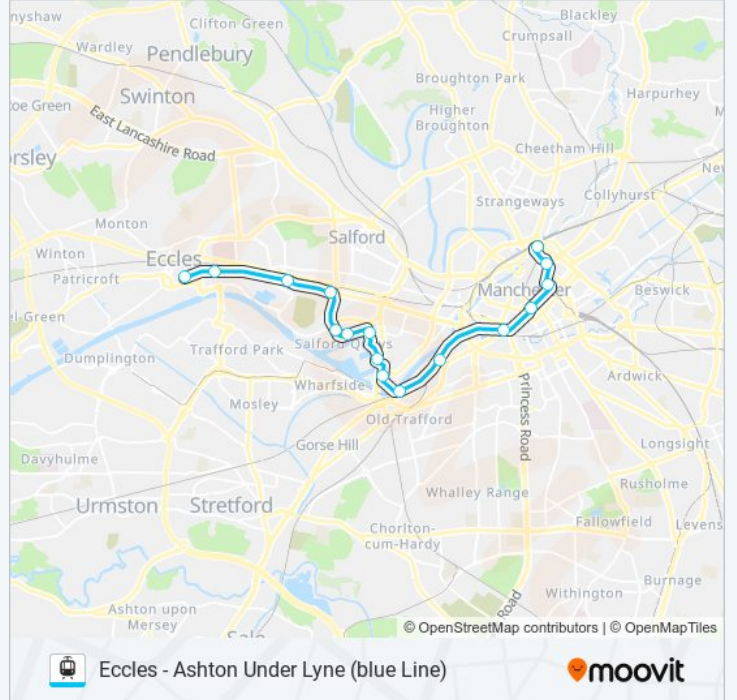 nyshaw
Clifton Green
Blackley
Crumpsall
Wardley
Pendlebury
Broughton Park
Swinton
Harpurhey
oe Green
Higher
Broughton
East Lancashire Road
Cheetham Hill
orsley
Strangeways
Collyhurst
Monton
Salford
Winton
Eccles
Patricroft
Manchester
Beswick
el Green
Trafford Park
Salford Quays
Dumplington
Wharfside
Ardwick
Mosley
Princess Road
Old Trafford
Gorse Hill
Longsight
Davyhulme
Rusholme
Whalley Range
Urmston
Stretford
Fallowfield
Levens
Chorlton-
cum-Hardy
Burnage
Withington
Road
Ashton upon
Mersey
Sale
© OpenStreetMap contributors | © OpenMapTiles
Eccles - Ashton Under Lyne (blue Line)
moovit